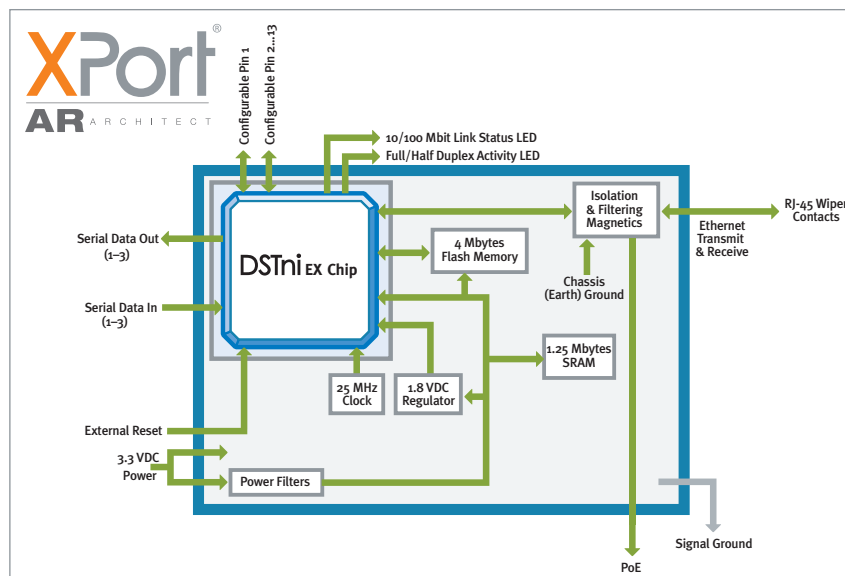 XPort®
AR ARCHITECT
Configurable Pin 1
Configurable Pin 2...13
10/100 Mbit Link Status LED
Full/Half Duplex Activity LED
Isolation
& Filtering
Magnetics
RJ-45 Wiper
Contacts
Ethernet
Transmit
& Receive
Serial Data Out
(1–3)
DSTni EX Chip
4 Mbytes
Flash Memory
Chassis
(Earth) Ground
Serial Data In
(1–3)
25 MHz
Clock
1.8 VDC
Regulator
1.25 Mbytes
SRAM
External Reset
3.3 VDC
Power
Power Filters
Signal Ground
PoE